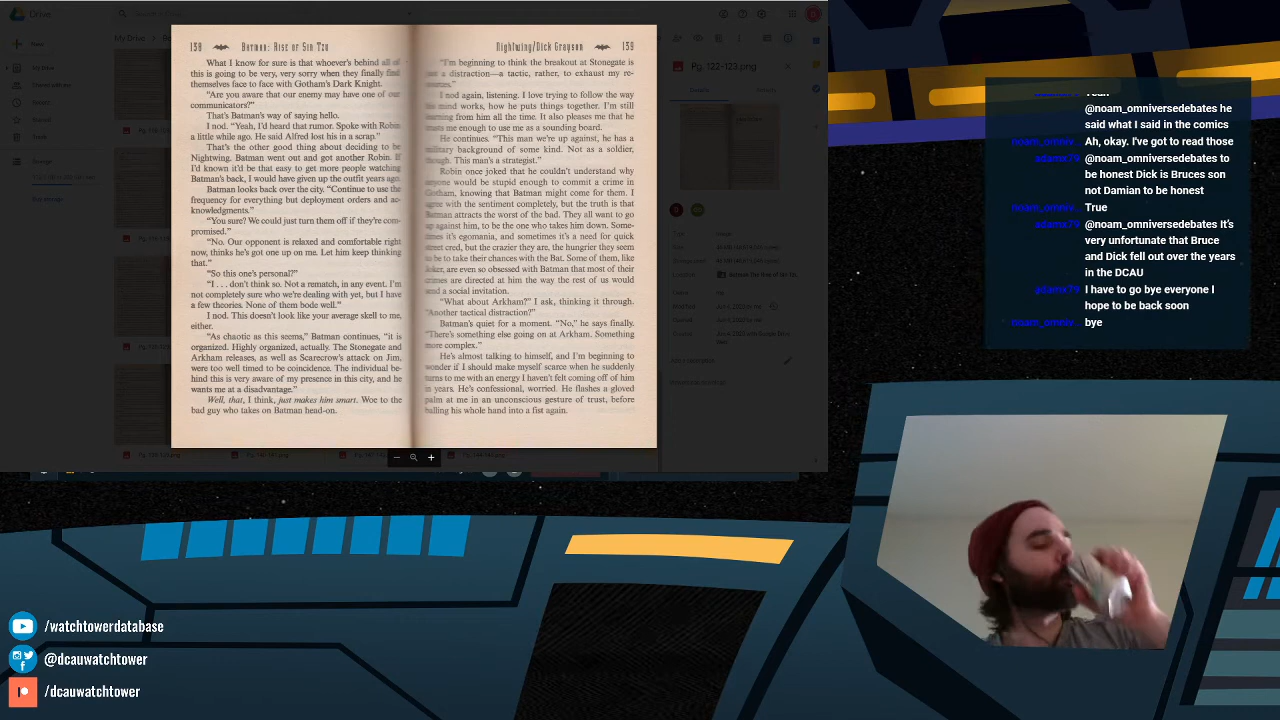 Drive
My Drive
Pg. 122-123.png
138 Batman: Rise of Sin Tzu
What I know for sure is that whoever's behind all of
this is going to be very, very sorry when they finally find
themselves face to face with Gotham's Dark Knight.
"Are you aware that our enemy may have one of our
communicators?"
That's Batman's way of saying hello.
I nod. "Yeah, I'd heard that rumor. Spoke with Robin
a little while ago. He said Alfred lost his in a scrap."
That's the other good thing about deciding to be
Nightwing. Batman went out and got another Robin. If
I'd known it'd be that easy to get more people watching
Batman's back, I would have given up the outfit years ago.
Batman looks back over the city. "Continue to use the
frequency for everything but deployment orders and ac-
knowledgments."
"You sure? We could just turn them off if they're com-
promised."
"No. Our opponent is relaxed and comfortable right
now, thinks he's got one up on me. Let him keep thinking
that."
"So this one's personal?"
"I . . . don't think so. Not a rematch, in any event. I'm
not completely sure who we're dealing with yet, but I have
a few theories. None of them bode well."
I nod. This doesn't look like your average skell to me,
either.
"As chaotic as this seems," Batman continues, "it is
organized. Highly organized, actually. The Stonegate and
Arkham releases, as well as Scarecrow's attack on Jim,
were too well timed to be coincidence. The individual be-
hind this is very aware of my presence in this city, and he
wants me at a disadvantage."
Well, that, I think, just makes him smart. Woe to the
bad guy who takes on Batman head-on.
Nightwing/Dick Grayson 139
"I'm beginning to think the breakout at Stonegate is
just a distraction—a tactic, rather, to exhaust my re-
sources."
I nod again, listening. I love trying to follow the way
his mind works, how he puts things together. I'm still
learning from him all the time. It also pleases me that he
trusts me enough to use me as a sounding board.
He continues. "This man we're up against, he has a
military background of some kind. Not as a soldier,
though. This man's a strategist."
Robin once joked that he couldn't understand why
anyone would be stupid enough to commit a crime in
Gotham, knowing that Batman might come for them. I
agree with the sentiment completely, but the truth is that
Batman attracts the worst of the bad. They all want to go
up against him, to be the one who takes him down. Some-
times it's egomania, and sometimes it's a need for quick
street cred, but the crazier they are, the hungrier they seem
to be to take their chances with the Bat. Some of them, like
Joker, are even so obsessed with Batman that most of their
crimes are directed at him the way the rest of us would
send a social invitation.
"What about Arkham?" I ask, thinking it through.
"Another tactical distraction?"
Batman's quiet for a moment. "No," he says finally.
"There's something else going on at Arkham. Something
more complex."
He's almost talking to himself, and I'm beginning to
wonder if I should make myself scarce when he suddenly
turns to me with an energy I haven't felt coming off of him
in years. He's confessional, worried. He flashes a gloved
palm at me in an unconscious gesture of trust, before
balling his whole hand into a fist again.
@noam_omniversedebates he
said what I said in the comics
noam_omniv... Ah, okay. I've got to read those
adamx79 @noam_omniversedebates to
be honest Dick is Bruces son
not Damian to be honest
noam_omniv... True
adamx79 @noam_omniversedebates It's
very unfortunate that Bruce
and Dick fell out over the years
in the DCAU
adamx79 I have to go bye everyone I
hope to be back soon
noam_omniv... bye
/watchtowerdatabase
@dcauwatchtower
/dcauwatchtower